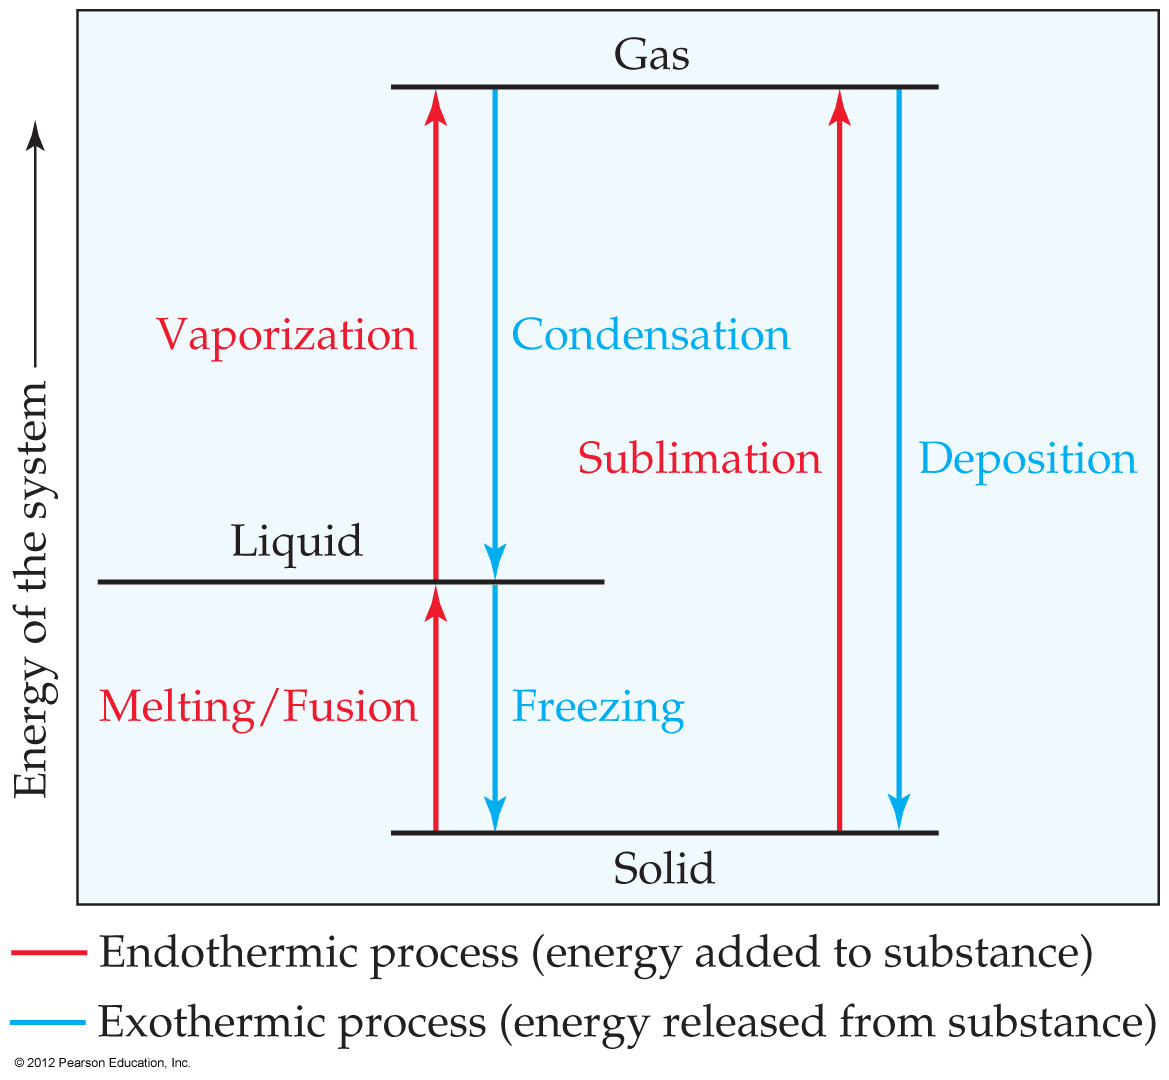 Gas
Energy of the system
Vaporization
Condensation
Sublimation
Deposition
Liquid
Melting/Fusion
Freezing
Solid
Endothermic process (energy added to substance)
Exothermic process (energy released from substance)
© 2012 Pearson Education, Inc.